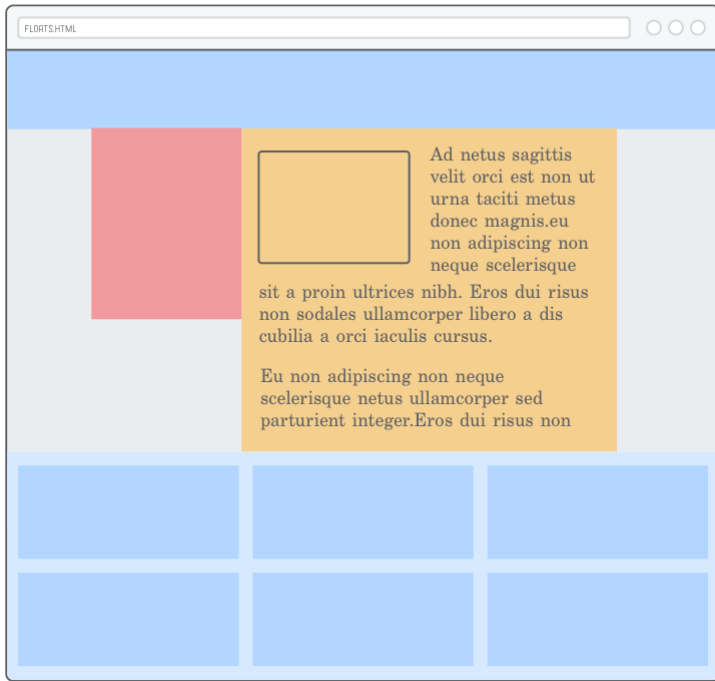 FLOATS.HTML
Ad netus sagittis
velit orci est non ut
urna taciti metus
donec magnis.eu
non adipiscing non
neque scelerisque
sit a proin ultrices nibh. Eros dui risus
non sodales ullamcorper libero a dis
cubilia a orci iaculis cursus.
Eu non adipiscing non neque
scelerisque netus ullamcorper sed
parturient integer.Eros dui risus non